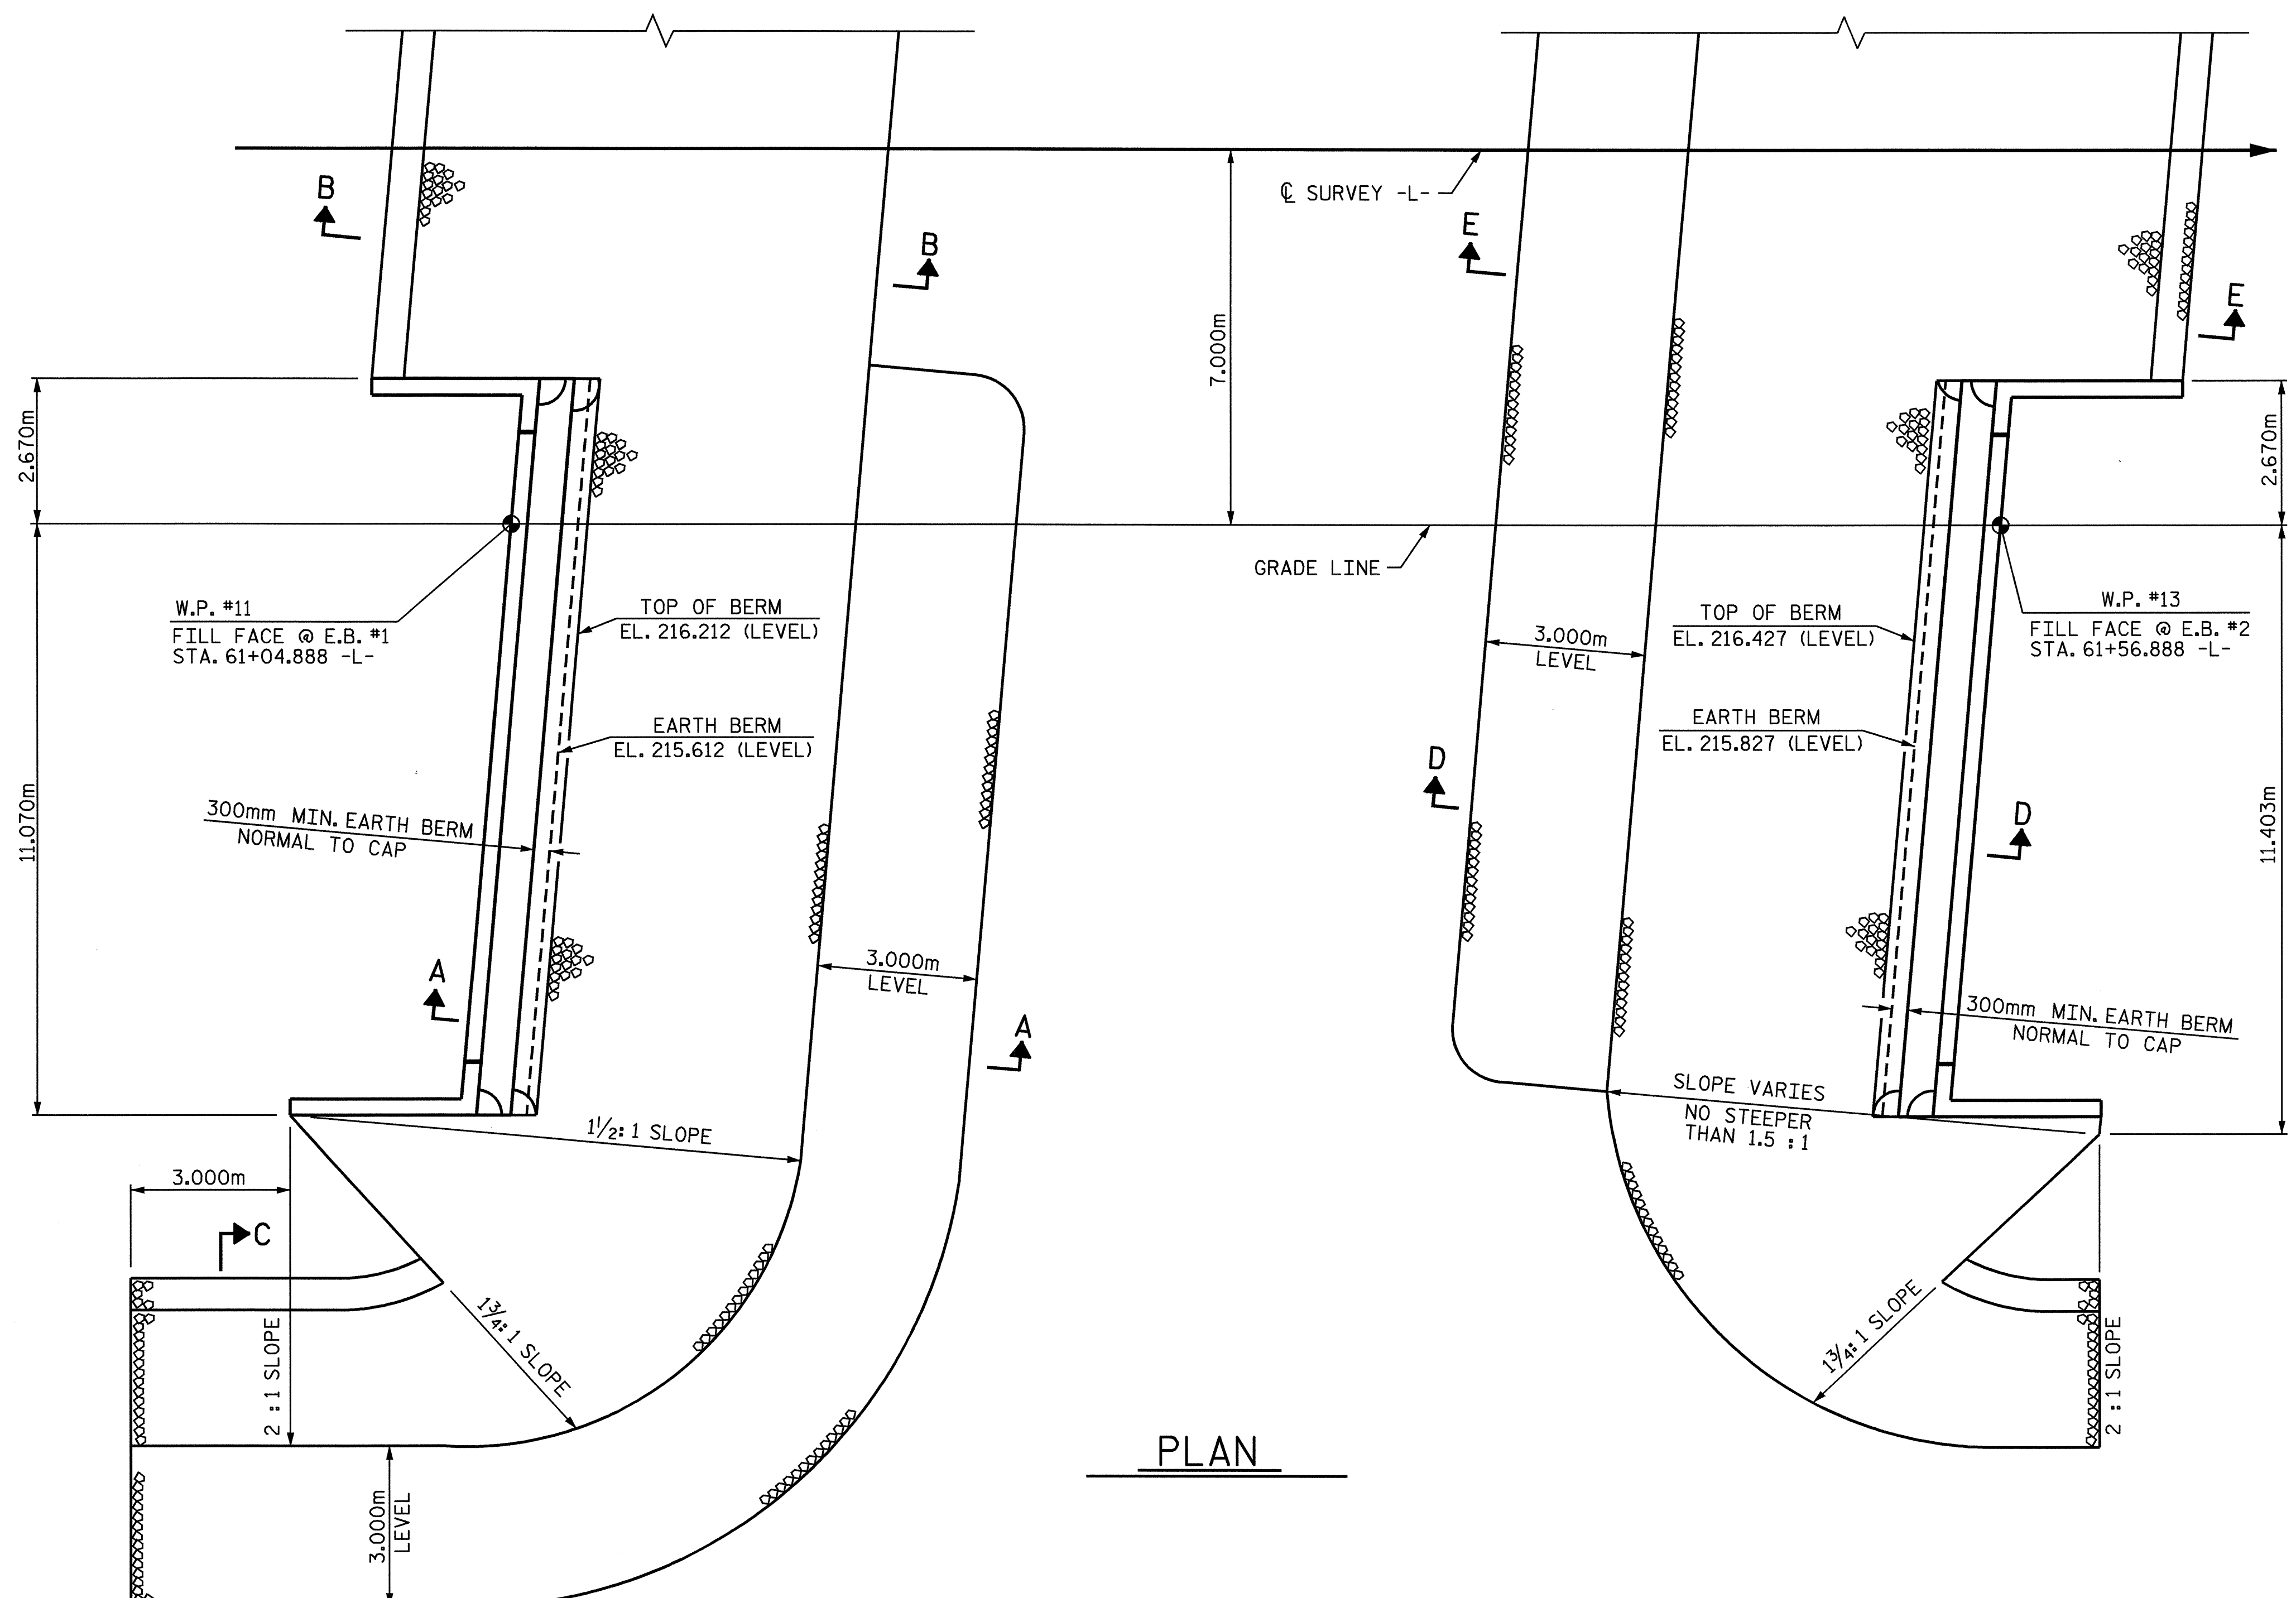 B
B
℄ SURVEY -L-
E
E
7.000m
2.670m
2.670m
GRADE LINE
W.P. #11
FILL FACE @ E.B. #1
STA. 61+04.888 -L-
TOP OF BERM
EL. 216.212 (LEVEL)
TOP OF BERM
EL. 216.427 (LEVEL)
W.P. #13
FILL FACE @ E.B. #2
STA. 61+56.888 -L-
3.000m
LEVEL
EARTH BERM
EL. 215.612 (LEVEL)
EARTH BERM
EL. 215.827 (LEVEL)
D
D
11.070m
11.403m
300mm MIN. EARTH BERM
NORMAL TO CAP
A
3.000m
LEVEL
A
300mm MIN. EARTH BERM
NORMAL TO CAP
1½:1 SLOPE
SLOPE VARIES
NO STEEPER
THAN 1.5 :1
3.000m
C
1¾:1 SLOPE
2 :1 SLOPE
1¾:1 SLOPE
2 :1 SLOPE
3.000m
LEVEL
PLAN